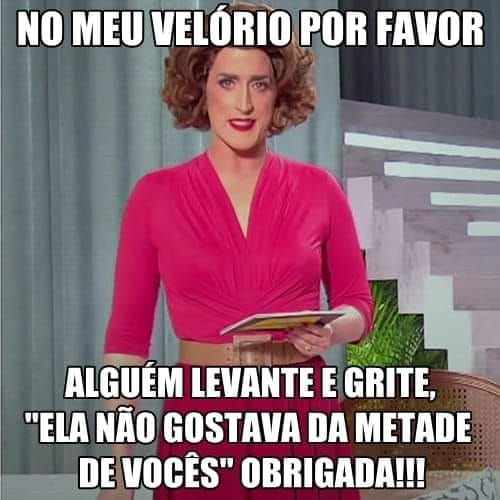 NO MEU VELÓRIO POR FAVOR
ALGUÉM LEVANTE E GRITE,
"ELA NÃO GOSTAVA DA METADE
DE VOCÊS" OBRIGADA!!!